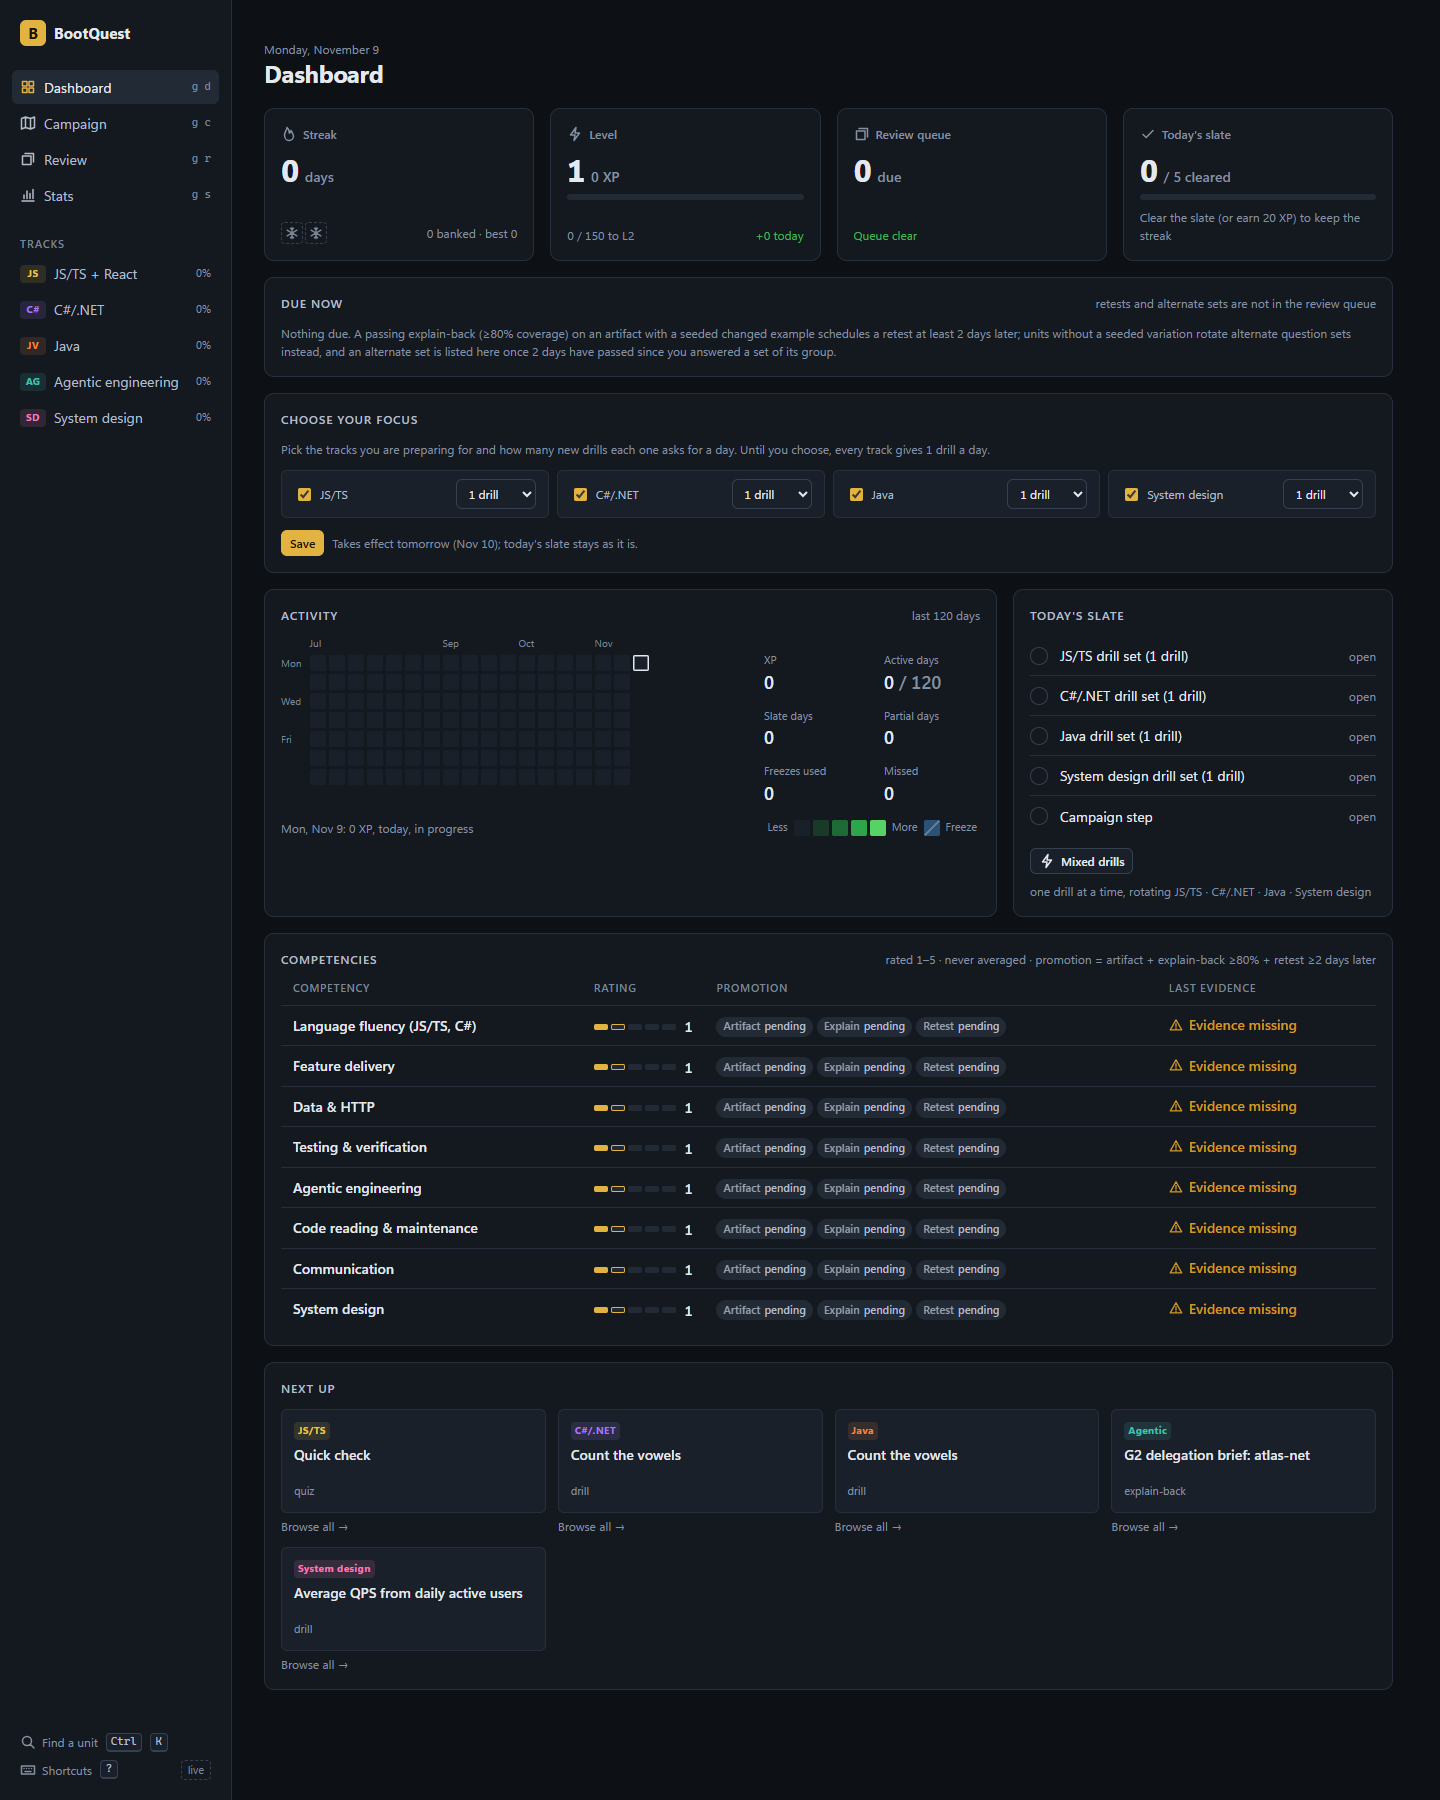 B BootQuest
Dashboard g d
Campaign g c
Review g r
Stats g s
TRACKS
JS JS/TS + React 0%
C# C#/.NET 0%
JV Java 0%
AG Agentic engineering 0%
SD System design 0%
Find a unit Ctrl K
Shortcuts ? live
Monday, November 9
Dashboard
Streak
0 days
0 banked · best 0
Level
1 0 XP
0 / 150 to L2 +0 today
Review queue
0 due
Queue clear
Today's slate
0 / 5 cleared
Clear the slate (or earn 20 XP) to keep the
streak
DUE NOW retests and alternate sets are not in the review queue
Nothing due. A passing explain-back (≥80% coverage) on an artifact with a seeded changed example schedules a retest at least 2 days later; units without a seeded variation rotate alternate question sets
instead, and an alternate set is listed here once 2 days have passed since you answered a set of its group.
CHOOSE YOUR FOCUS
Pick the tracks you are preparing for and how many new drills each one asks for a day. Until you choose, every track gives 1 drill a day.
JS/TS 1 drill C#/.NET 1 drill Java 1 drill System design 1 drill
Save Takes effect tomorrow (Nov 10); today's slate stays as it is.
ACTIVITY last 120 days
Jul Sep Oct Nov
Mon
Wed
Fri
XP Active days
0 0 / 120
Slate days Partial days
0 0
Freezes used Missed
0 0
Mon, Nov 9: 0 XP, today, in progress
Less More Freeze
TODAY'S SLATE
JS/TS drill set (1 drill) open
C#/.NET drill set (1 drill) open
Java drill set (1 drill) open
System design drill set (1 drill) open
Campaign step open
Mixed drills
one drill at a time, rotating JS/TS · C#/.NET · Java · System design
COMPETENCIES rated 1–5 · never averaged · promotion = artifact + explain-back ≥80% + retest ≥2 days later
COMPETENCY RATING PROMOTION LAST EVIDENCE
Language fluency (JS/TS, C#) 1 Artifact pending Explain pending Retest pending Evidence missing
Feature delivery 1 Artifact pending Explain pending Retest pending Evidence missing
Data & HTTP 1 Artifact pending Explain pending Retest pending Evidence missing
Testing & verification 1 Artifact pending Explain pending Retest pending Evidence missing
Agentic engineering 1 Artifact pending Explain pending Retest pending Evidence missing
Code reading & maintenance 1 Artifact pending Explain pending Retest pending Evidence missing
Communication 1 Artifact pending Explain pending Retest pending Evidence missing
System design 1 Artifact pending Explain pending Retest pending Evidence missing
NEXT UP
JS/TS
Quick check
quiz
Browse all →
C#/.NET
Count the vowels
drill
Browse all →
Java
Count the vowels
drill
Browse all →
Agentic
G2 delegation brief: atlas-net
explain-back
Browse all →
System design
Average QPS from daily active users
drill
Browse all →